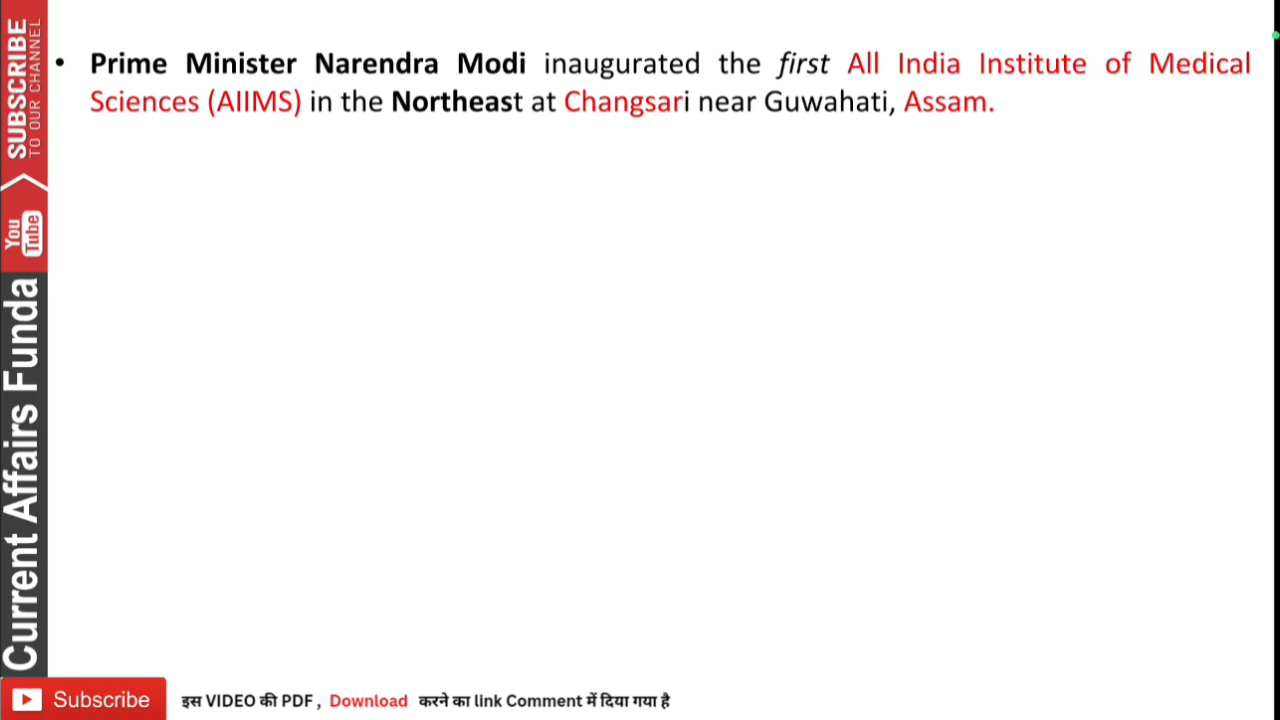 • Prime Minister Narendra Modi inaugurated the first All India Institute of Medical
Sciences (AIIMS) in the Northeast at Changsari near Guwahati, Assam.
SUBSCRIBE
TO OUR CHANNEL
You
Tube
Current Affairs Funda
Subscribe
इस VIDEO की PDF , Download करने का link Comment में दिया गया है